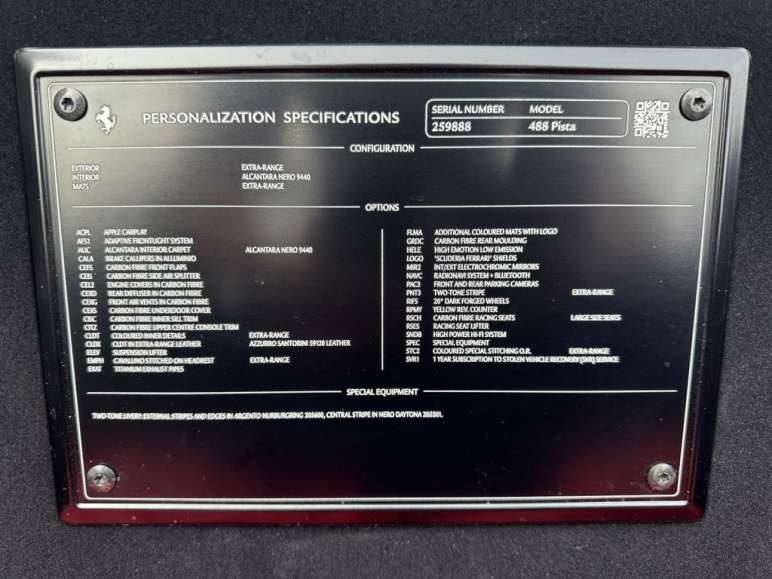 PERSONALIZATION SPECIFICATIONS
SERIAL NUMBER MODEL
259888 488 Pista
CONFIGURATION
EXTERIOR EXTRA-RANGE
INTERIOR ALCANTARA NERO 9440
MATS EXTRA-RANGE
OPTIONS
ACPL APPLE CARPLAY
AFS1 ADAPTIVE FRONTLIGHT SYSTEM
ALIC ALCANTARA INTERIOR CARPET ALCANTARA NERO 9440
CALA BRAKE CALLIPERS IN ALLUMINIO
CEFS CARBON FIBRE FRONT FLAPS
CARBON FIBRE SIDE AIR SPLITTER
CEL2 ENGINE COVERS IN CARBON FIBRE
REAR DIFFUSER IN CARBON FIBRE
FRONT AIR VENTS IN CARBON FIBRE
CARBON FIBRE UNDERDOOR COVER
CISC CARBON FIBRE INNER SILL TRIM
CITZ CARBON FIBRE UPPER CENTRE CONSOLE TRIM
CLDT COLOURED INNER DETAILS EXTRA-RANGE
CLDX CLDT IN EXTRA-RANGE LEATHER AZZURRO SANTORINI 59120 LEATHER
ELEV SUSPENSION LIFTER
EMPH CAVALLINO STITCHED ON HEADREST EXTRA-RANGE
EXAT TITANIUM EXHAUST PIPES
FLMA ADDITIONAL COLOURED MATS WITH LOGO
GRDC CARBON FIBRE REAR MOULDING
HELE HIGH EMOTION LOW EMISSION
LOGO 'SCUDERIA FERRARI' SHIELDS
MIR2 INT/EXT ELECTROCHROMIC MIRRORS
NAVC RADIONAVI SYSTEM + BLUETOOTH
PAC3 FRONT AND REAR PARKING CAMERAS
PNT3 TWO-TONE STRIPE EXTRA-RANGE
RIF5 20" DARK FORGED WHEELS
RPMY YELLOW REV. COUNTER
RSCH CARBON FIBRE RACING SEATS LARGE SIZE SEATS
RSES RACING SEAT LIFTER
SNDB HIGH POWER HI-FI SYSTEM
SPEC SPECIAL EQUIPMENT
STC2 COLOURED SPECIAL STITCHING O.R. EXTRA-RANGE
SVR1 1 YEAR SUBSCRIPTION TO STOLEN VEHICLE RECOVERY (SVR) SERVICE
SPECIAL EQUIPMENT
TWO-TONE LIVERY: EXTERNAL STRIPES AND EDGES IN ARGENTO NURBURGRING 205600, CENTRAL STRIPE IN NERO DAYTONA 205301.